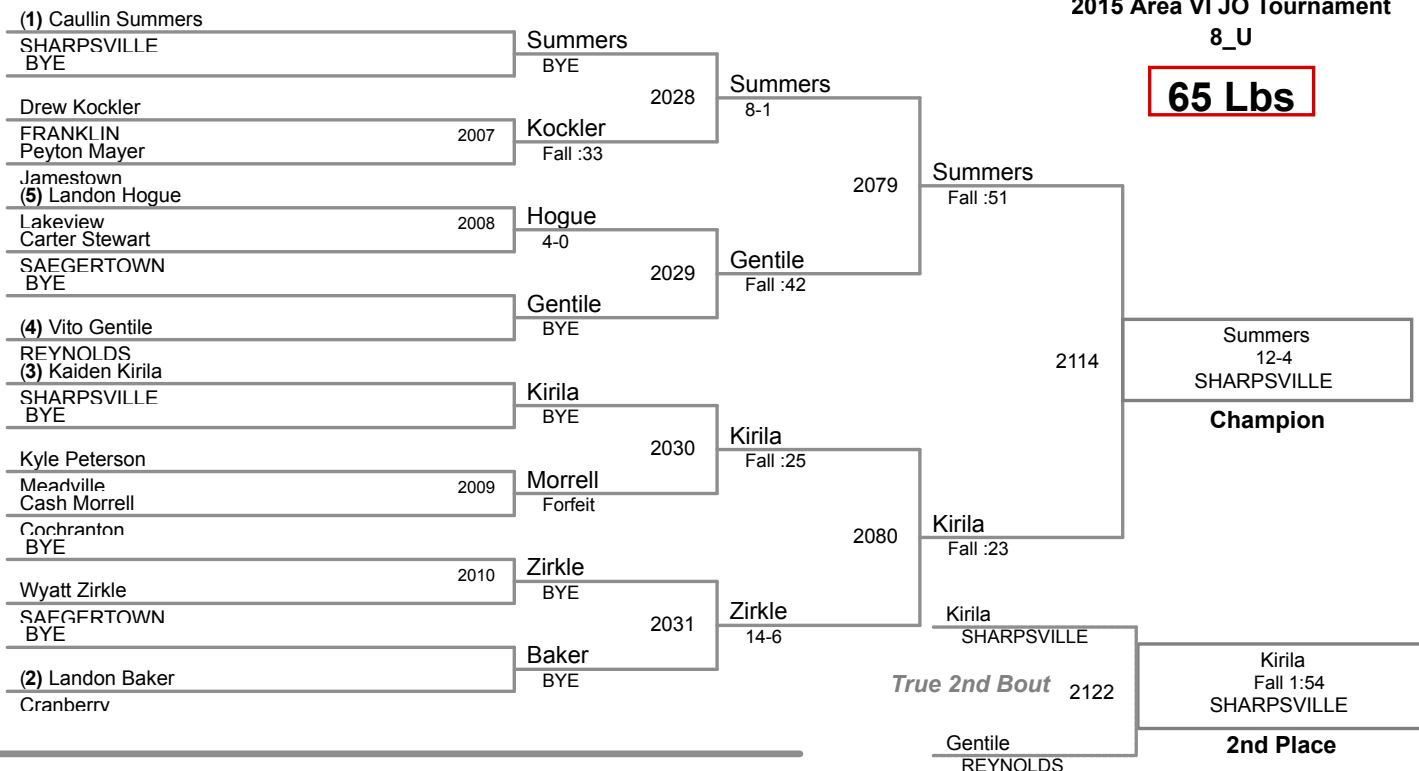 2015 Area VI JO Tournament
8_U
65 Lbs
(1) Caullin Summers
SHARPSVILLE
BYE
Drew Kockler
FRANKLIN
Peyton Mayer
Jamestown
(5) Landon Hogue
Lakeview
Carter Stewart
SAEGERTOWN
BYE
(4) Vito Gentile
REYNOLDS
(3) Kaiden Kirila
SHARPSVILLE
BYE
Kyle Peterson
Meadville
Cash Morrell
Cochranton
BYE
Wyatt Zirkle
SAEGERTOWN
BYE
(2) Landon Baker
Cranberry
2007
2008
2009
2010
Summers
BYE
Kockler
Fall :33
Hogue
4-0
Gentile
BYE
Kirila
BYE
Morrell
Forfeit
Zirkle
BYE
Baker
BYE
2028
2029
2030
2031
Summers
8-1
Gentile
Fall :42
Kirila
Fall :25
Zirkle
14-6
2079
2080
Summers
Fall :51
Kirila
Fall :23
2114
Summers
12-4
SHARPSVILLE
Champion
Kirila
SHARPSVILLE
True 2nd Bout
2122
Gentile
REYNOLDS
Kirila
Fall 1:54
SHARPSVILLE
2nd Place